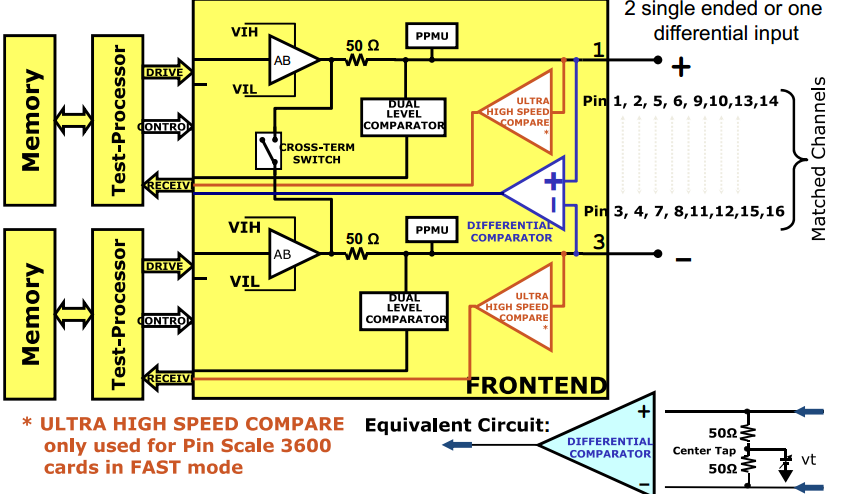 2 single ended or one
differential input
VIH
AB
VIL
50 Ω
PPMU
1
+
DRIVE
CONTROL
RECEIV
Memory
Test-Processor
DUAL
LEVEL
COMPARATOR
ULTRA
HIGH SPEED
COMPARE
*
CROSS-TERM
SWITCH
Pin 1, 2, 5, 6, 9,10,13,14
Pin 3, 4, 7, 8,11,12,15,16
Matched Channels
+
-
DIFFERENTIAL
COMPARATOR
VIH
AB
VIL
50 Ω
PPMU
3
-
DRIVE
CONTROL
RECEIV
Memory
Test-Processor
DUAL
LEVEL
COMPARATOR
ULTRA
HIGH SPEED
COMPARE
*
FRONTEND
* ULTRA HIGH SPEED COMPARE
only used for Pin Scale 3600
cards in FAST mode
Equivalent Circuit:
+
DIFFERENTIAL
COMPARATOR
-
50Ω
Center Tap
50Ω
vt